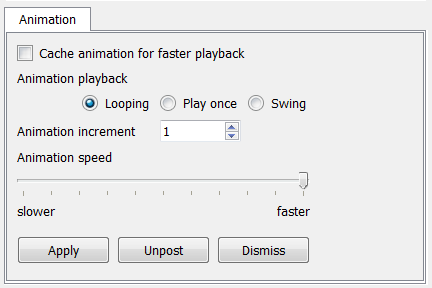 Animation
Cache animation for faster playback
Animation playback
Looping Play once Swing
Animation increment 1
Animation speed
slower faster
Apply Unpost Dismiss